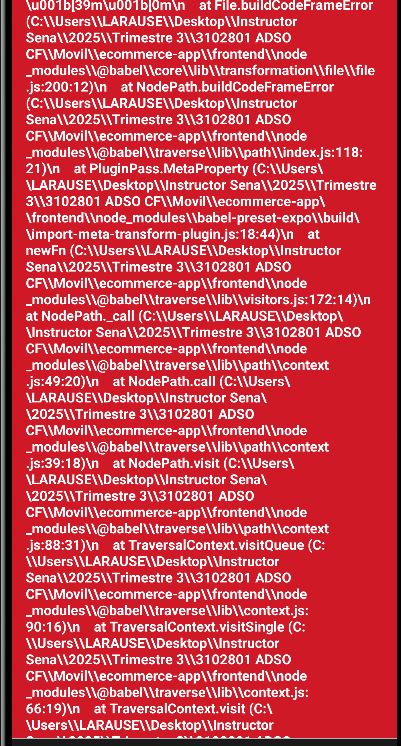 \u001b[39m\u001b[0m\n    at File.buildCodeFrameError
(C:\\Users\\LARAUSE\\Desktop\\Instructor
Sena\\2025\\Trimestre 3\\3102801 ADSO
CF\\Movil\\ecommerce-app\\frontend\\node
_modules\\@babel\\core\\lib\\transformation\\file\\file
.js:200:12)\n    at NodePath.buildCodeFrameError
(C:\\Users\\LARAUSE\\Desktop\\Instructor
Sena\\2025\\Trimestre 3\\3102801 ADSO
CF\\Movil\\ecommerce-app\\frontend\\node
_modules\\@babel\\traverse\\lib\\path\\index.js:118:
21)\n    at PluginPass.MetaProperty (C:\\Users\
\LARAUSE\\Desktop\\Instructor Sena\\2025\\Trimestre
3\\3102801 ADSO CF\\Movil\\ecommerce-app\
\frontend\\node_modules\\babel-preset-expo\\build\
\import-meta-transform-plugin.js:18:44)\n    at
newFn (C:\\Users\\LARAUSE\\Desktop\\Instructor
Sena\\2025\\Trimestre 3\\3102801 ADSO
CF\\Movil\\ecommerce-app\\frontend\\node
_modules\\@babel\\traverse\\lib\\visitors.js:172:14)\n
at NodePath._call (C:\\Users\\LARAUSE\\Desktop\
\Instructor Sena\\2025\\Trimestre 3\\3102801 ADSO
CF\\Movil\\ecommerce-app\\frontend\\node
_modules\\@babel\\traverse\\lib\\path\\context
.js:49:20)\n    at NodePath.call (C:\\Users\
\LARAUSE\\Desktop\\Instructor Sena\
\2025\\Trimestre 3\\3102801 ADSO
CF\\Movil\\ecommerce-app\\frontend\\node
_modules\\@babel\\traverse\\lib\\path\\context
.js:39:18)\n    at NodePath.visit (C:\\Users\
\LARAUSE\\Desktop\\Instructor Sena\
\2025\\Trimestre 3\\3102801 ADSO
CF\\Movil\\ecommerce-app\\frontend\\node
_modules\\@babel\\traverse\\lib\\path\\context
.js:88:31)\n    at TraversalContext.visitQueue (C:
\\Users\\LARAUSE\\Desktop\\Instructor
Sena\\2025\\Trimestre 3\\3102801 ADSO
CF\\Movil\\ecommerce-app\\frontend\\node
_modules\\@babel\\traverse\\lib\\context.js:
90:16)\n    at TraversalContext.visitSingle (C:
\\Users\\LARAUSE\\Desktop\\Instructor
Sena\\2025\\Trimestre 3\\3102801 ADSO
CF\\Movil\\ecommerce-app\\frontend\\node
_modules\\@babel\\traverse\\lib\\context.js:
66:19)\n    at TraversalContext.visit (C:\
\Users\\LARAUSE\\Desktop\\Instructor